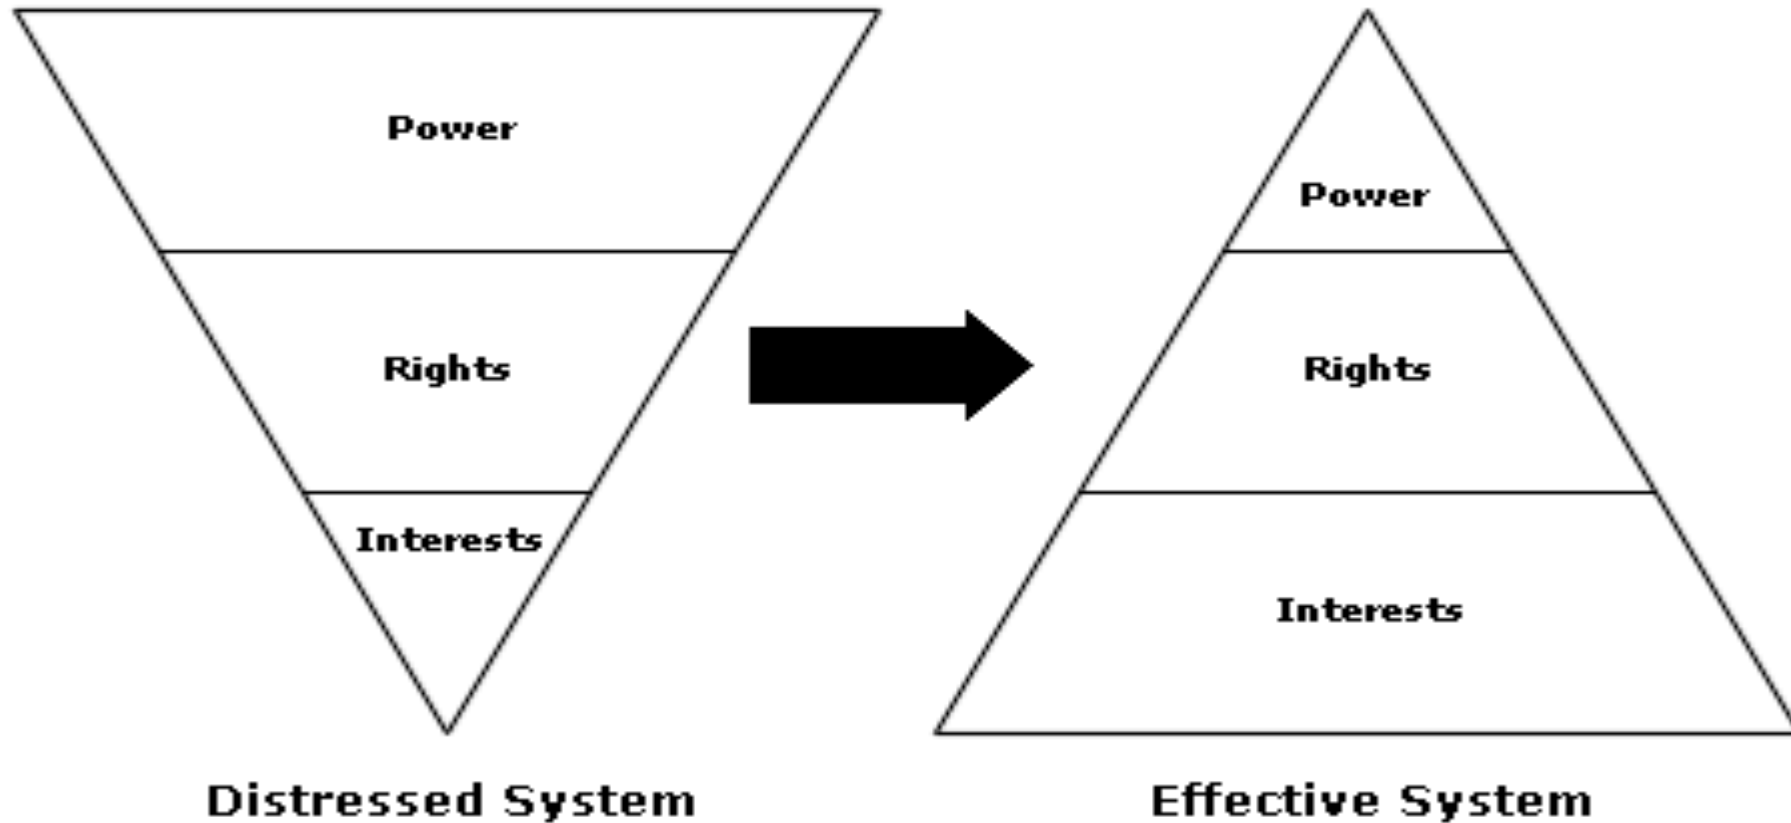 Power
Rights
Interests
Distressed System
Power
Rights
Interests
Effective System